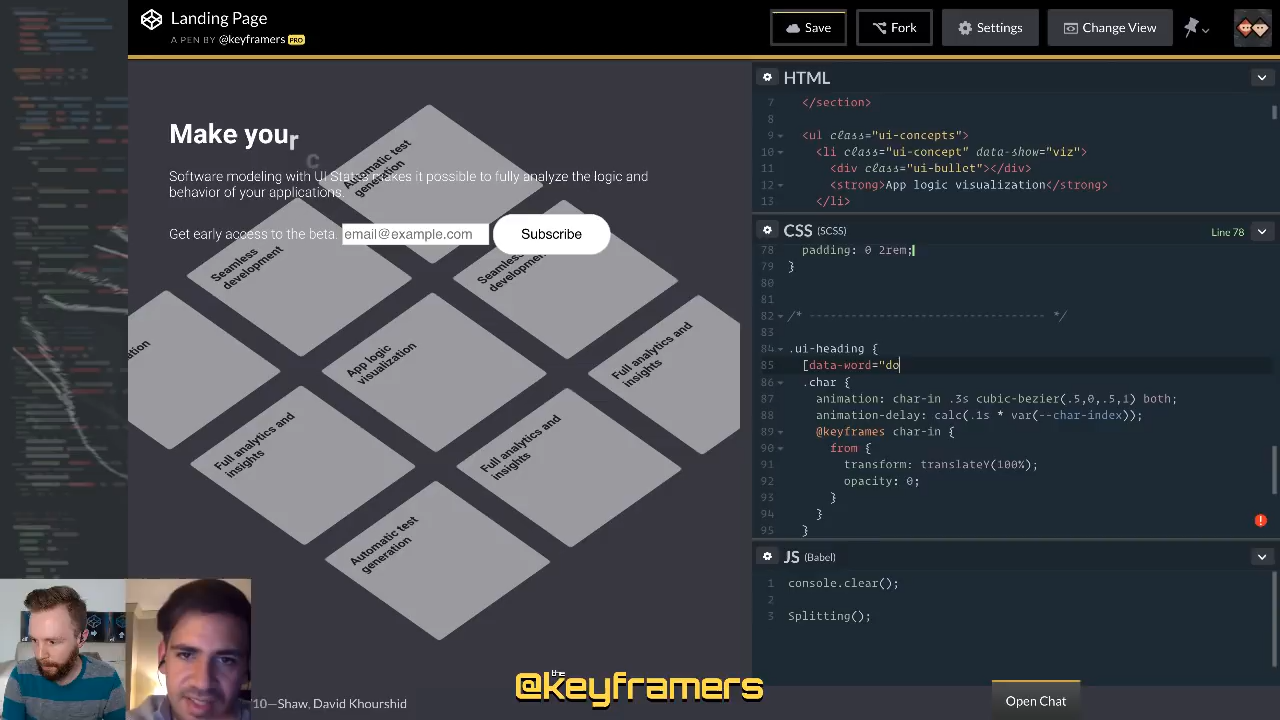 Landing Page
A PEN BY @keyframers PRO
Save
Fork
Settings
Change View
Make your
c
Software modeling with UI States makes it possible to fully analyze the logic and
behavior of your applications.
Get early access to the beta. email@example.com Subscribe
Automatic test
generation
Seamless
development
Seamless
development
App logic
visualization
Full analytics and
insights
Full analytics and
insights
Full analytics and
insights
Automatic test
generation
HTML
7 </section>
8
9 <ul class="ui-concepts">
10 <li class="ui-concept" data-show="viz">
11 <div class="ui-bullet"></div>
12 <strong>App logic visualization</strong>
13 </li>
CSS (SCSS)
Line 78
78 padding: 0 2rem;
79 }
80
81
82 /* --------------------------------- */
83
84 .ui-heading {
85 [data-word="do
86 .char {
87 animation: char-in .3s cubic-bezier(.5,0,.5,1) both;
88 animation-delay: calc(.1s * var(--char-index));
89 @keyframes char-in {
90 from {
91 transform: translateY(100%);
92 opacity: 0;
93 }
94 }
95 }
JS (Babel)
1 console.clear();
2
3 Splitting();
the
@keyframers
10—Shaw, David Khourshid
Open Chat